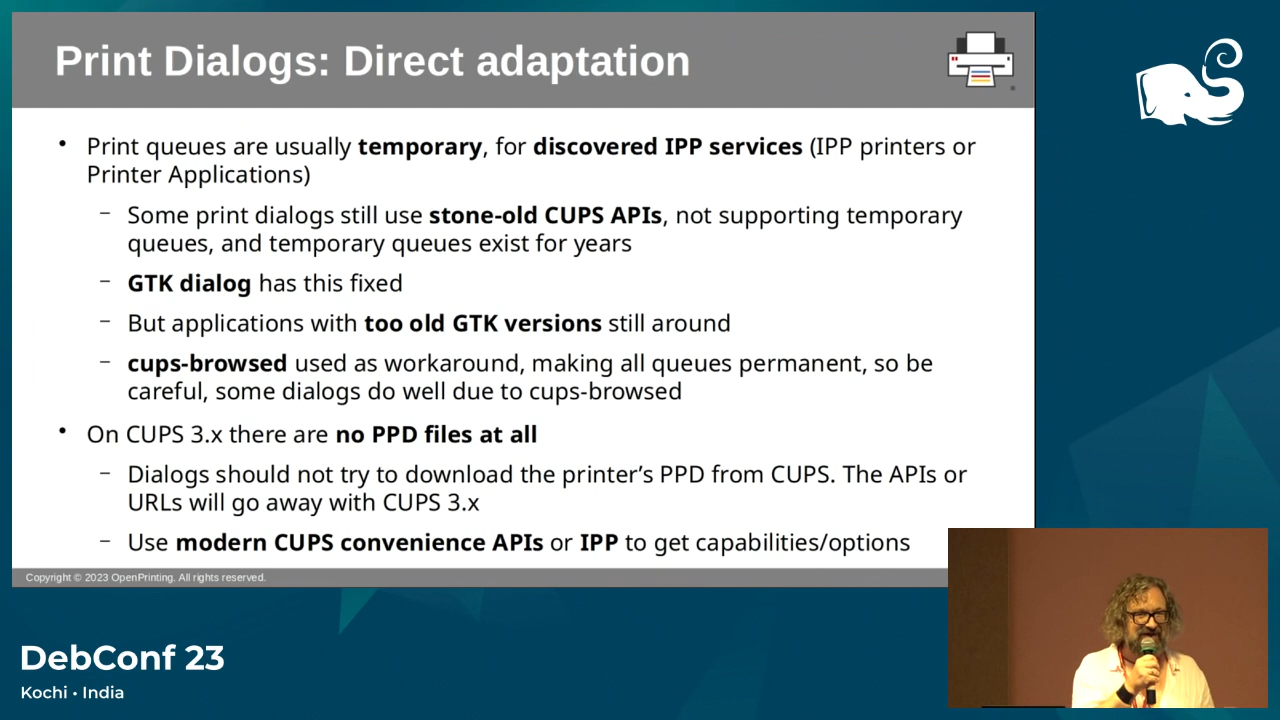 Print Dialogs: Direct adaptation
• Print queues are usually temporary, for discovered IPP services (IPP printers or
Printer Applications)
– Some print dialogs still use stone-old CUPS APIs, not supporting temporary
queues, and temporary queues exist for years
– GTK dialog has this fixed
– But applications with too old GTK versions still around
– cups-browsed used as workaround, making all queues permanent, so be
careful, some dialogs do well due to cups-browsed
• On CUPS 3.x there are no PPD files at all
– Dialogs should not try to download the printer’s PPD from CUPS. The APIs or
URLs will go away with CUPS 3.x
– Use modern CUPS convenience APIs or IPP to get capabilities/options
Copyright © 2023 OpenPrinting. All rights reserved.
DebConf 23
Kochi • India